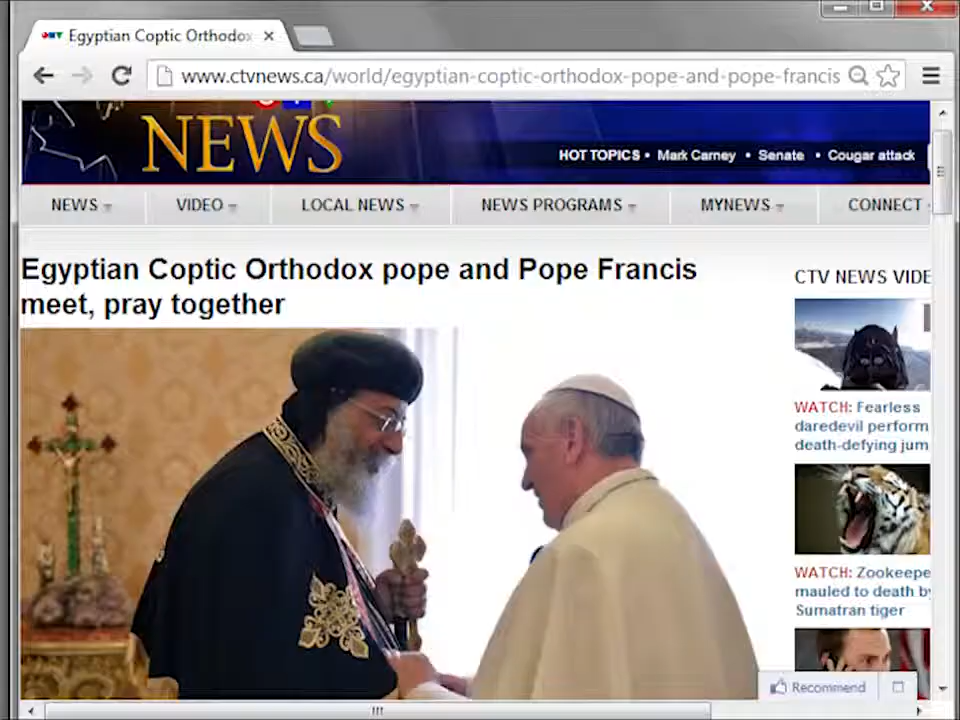 Egyptian Coptic Orthodox
www.ctvnews.ca/world/egyptian-coptic-orthodox-pope-and-pope-francis
NEWS
HOT TOPICS • Mark Carney • Senate • Cougar attack
NEWS VIDEO LOCAL NEWS NEWS PROGRAMS MYNEWS CONNECT
Egyptian Coptic Orthodox pope and Pope Francis
meet, pray together
CTV NEWS VIDE
WATCH: Fearless
daredevil perform
death-defying jum
WATCH: Zookeepe
mauled to death by
Sumatran tiger
Recommend